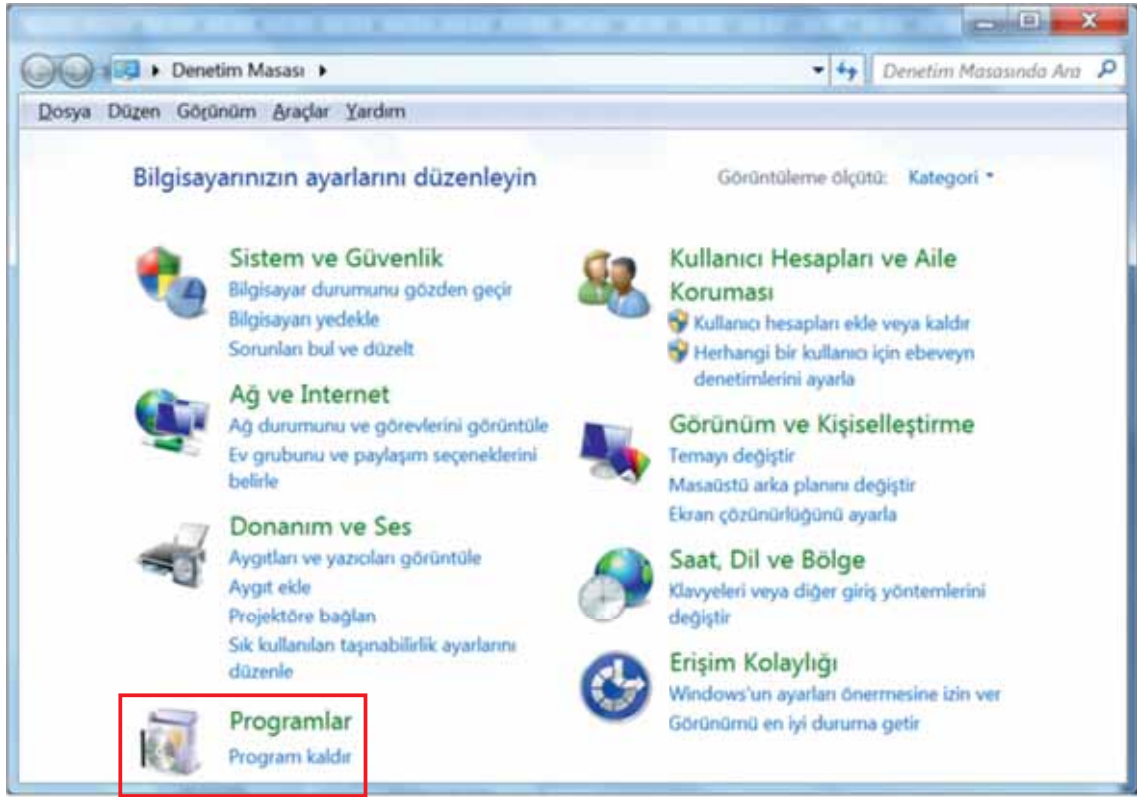 Denetim Masası
Denetim Masasında Ara
Dosya Düzen Görünüm Araçlar Yardım
Bilgisayarınızın ayarlarını düzenleyin
Görüntüleme ölçütü: Kategori
Sistem ve Güvenlik
Bilgisayar durumunu gözden geçir
Bilgisayarı yedekle
Sorunları bul ve düzelt
Ağ ve Internet
Ağ durumunu ve görevlerini görüntüle
Ev grubunu ve paylaşım seçeneklerini
belirle
Donanım ve Ses
Aygıtları ve yazıcıları görüntüle
Aygıt ekle
Projektöre bağlan
Sık kullanılan taşınabilirlik ayarlarını
düzenle
Programlar
Program kaldır
Kullanıcı Hesapları ve Aile
Koruması
Kullanıcı hesapları ekle veya kaldır
Herhangi bir kullanıcı için ebeveyn
denetimlerini ayarla
Görünüm ve Kişiselleştirme
Temayı değiştir
Masaüstü arka planını değiştir
Ekran çözünürlüğünü ayarla
Saat, Dil ve Bölge
Klavyeleri veya diğer giriş yöntemlerini
değiştir
Erişim Kolaylığı
Windows'un ayarları önermesine izin ver
Görünümü en iyi duruma getir